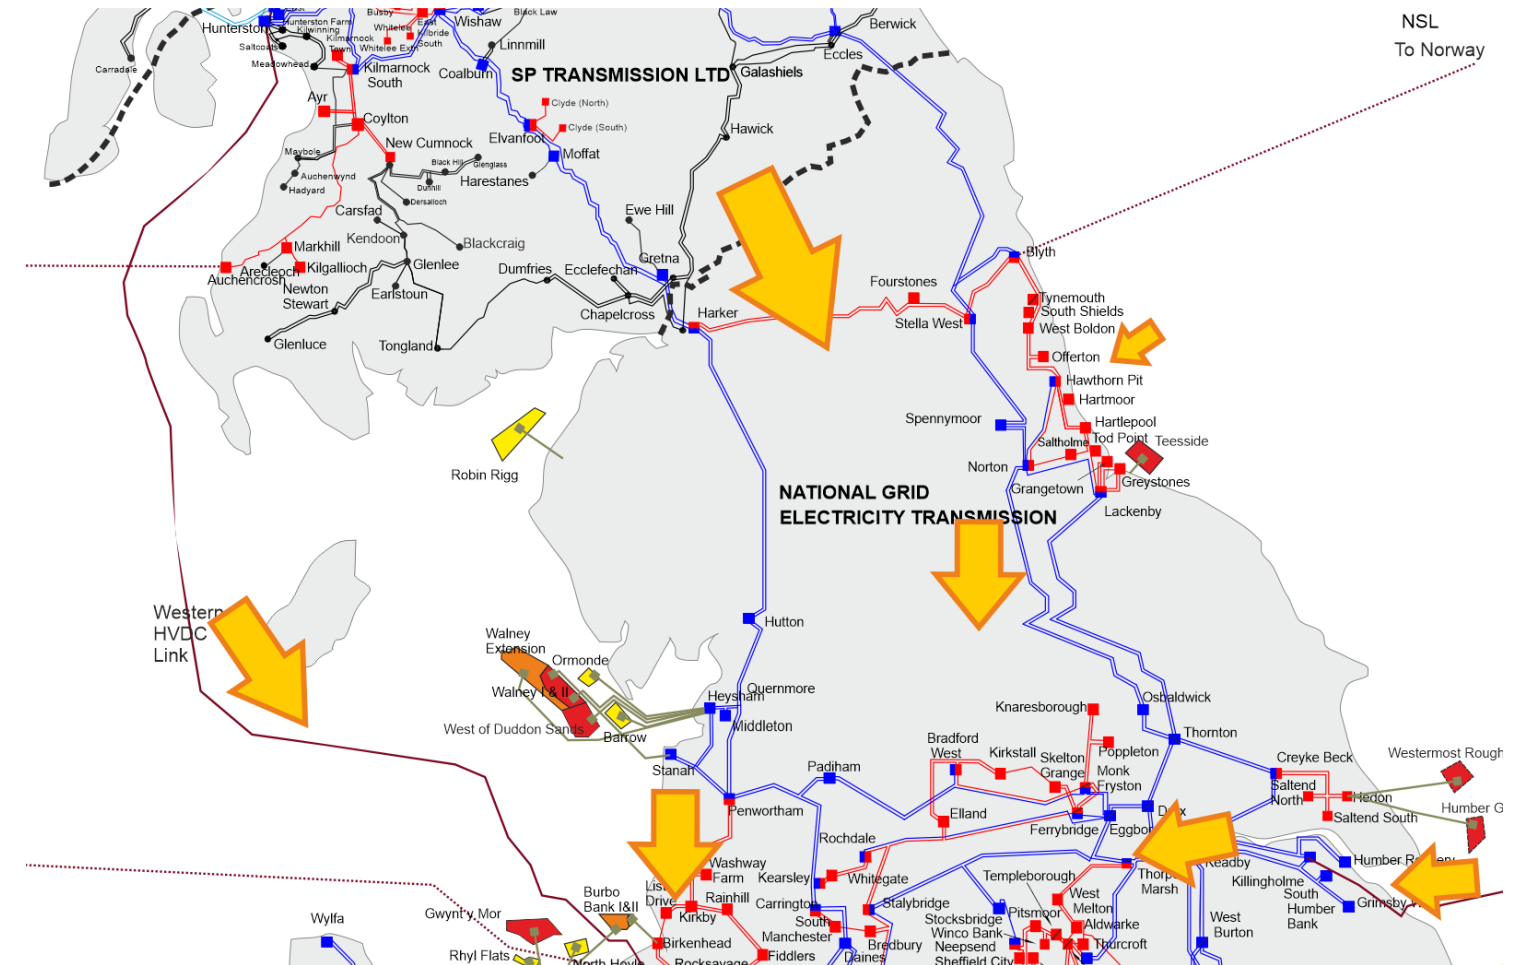 NSL
To Norway
Berwick
Black Law
Wishaw
Busby
East
Kilbride
South
Whitelee
Whitelee Extn
Hunterston
Hunterston Farm
Kilwinning
Saltcoats
Kilmarnock
Town
Meadowhead
Carradale
Kilmarnock
South
Linnmill
Coalburn
SP TRANSMISSION LTD
Galashiels
Eccles
Ayr
Coylton
Clyde (North)
Clyde (South)
Elvanfoot
Hawick
New Cumnock
Moffat
Maybole
Black Hill
Glenglass
Auchenwynd
Dunhill
Hadyard
Harestanes
Dersalloch
Carsfad
Ewe Hill
Kendoon
Blackcraig
Markhill
Gretna
Blyth
Arecleoch
Kilgallioch
Glenlee
Auchencrosh
Dumfries
Ecclefechan
Fourstones
Newton
Stewart
Earlstoun
Tynemouth
South Shields
Chapelcross
Harker
Stella West
West Boldon
Glenluce
Tongland
Offerton
Hawthorn Pit
Hartmoor
Spennymoor
Hartlepool
Saltholme
Tod Point
Teesside
Robin Rigg
Norton
Grangetown
Greystones
NATIONAL GRID
ELECTRICITY TRANSMISSION
Lackenby
Western
HVDC
Link
Hutton
Walney
Extension
Ormonde
Walney I & II
Quernmore
Heysham
Osbaldwick
West of Duddon Sands
Barrow
Middleton
Knaresborough
Thornton
Bradford
West
Kirkstall
Poppleton
Skelton
Grange
Creyke Beck
Westermost Rough
Stanah
Padiham
Monk
Fryston
Saltend
North
Hedon
Penwortham
Elland
Ferrybridge
Saltend South
Humber G
Rochdale
Washway
Farm
Kearsley
Whitegate
Templeborough
Killingholme
South
Humber
Bank
Burbo
Bank I&II
Rainhill
Kirkby
Carrington
Stalybridge
West
Melton
Gwynt y Mor
Wylfa
South
Manchester
Stocksbridge
Pitsmoor
Aldwarke
Winco Bank
West
Burton
Birkenhead
Bredbury
Neepsend
Thurcroft
Rhyl Flats
North Hoyle
Rocksavage
Fiddlers
Daines
Sheffield City